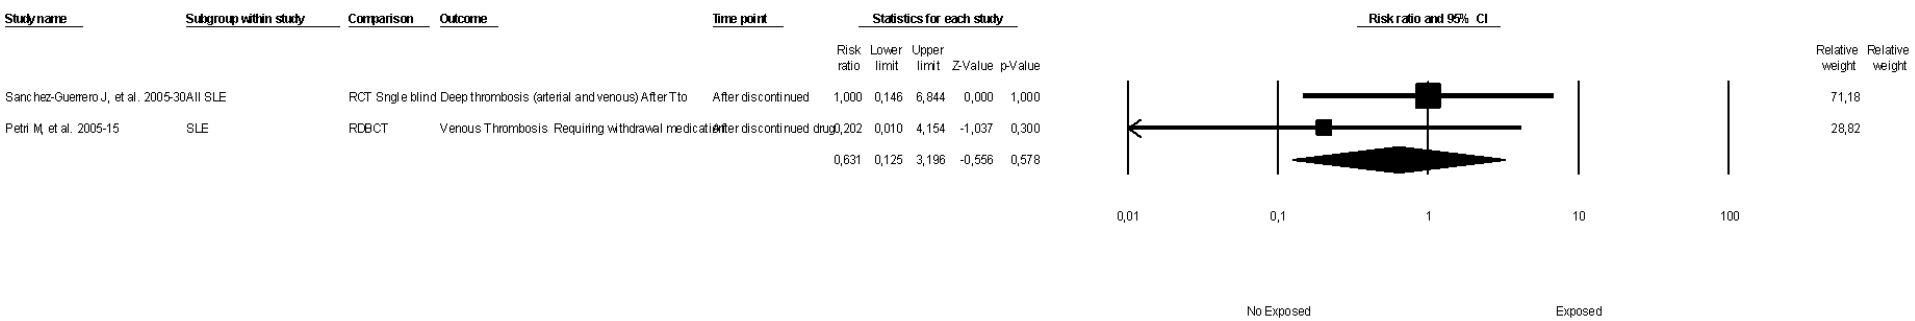 Study name Subgroup within study Comparison Outcome Time point Statistics for each study Risk ratio and 95% CI
Risk Lower Upper Relative Relative
ratio limit limit Z-Value p-Value weight weight
Sanchez-Guerrero J, et al. 2005-30 All SLE RCT Sngle blind Deep thrombosis (arterial and venous) After Tto After discontinued 1,000 0,146 6,844 0,000 1,000 71,18
Petri M, et al. 2005-15 SLE RDBCT Venous Thrombosis Requiring withdrawal medication After discontinued drug 0,202 0,010 4,154 -1,037 0,300 28,82
0,631 0,125 3,196 -0,556 0,578
0,01 0,1 1 10 100
No Exposed Exposed